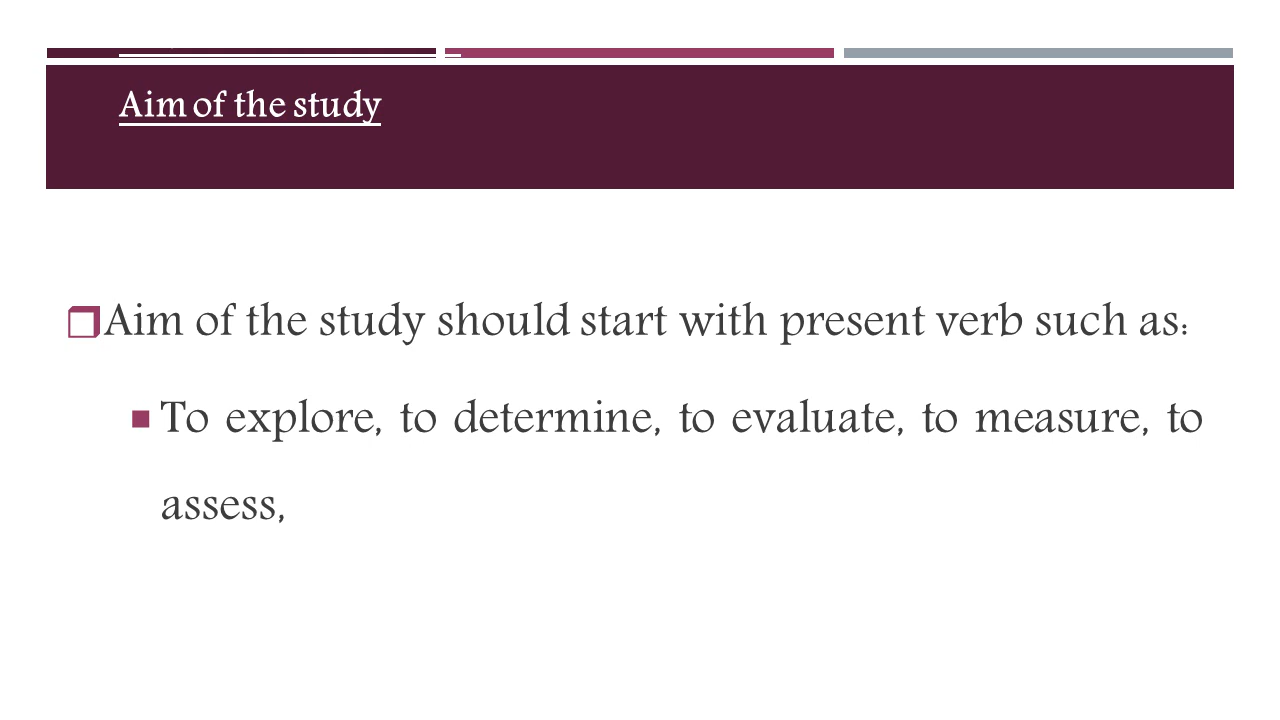 Aim of the study
Aim of the study should start with present verb such as:
To explore, to determine, to evaluate, to measure, to
assess,